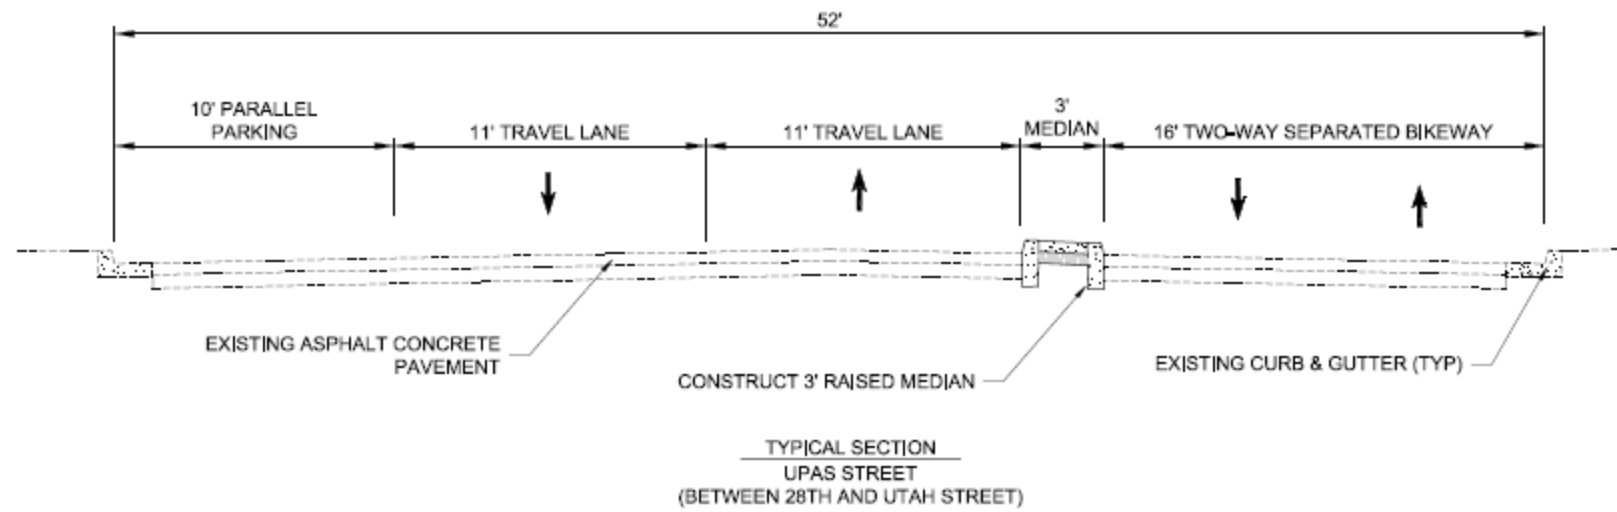 52'
10' PARALLEL
PARKING
11' TRAVEL LANE
11' TRAVEL LANE
3'
MEDIAN
16' TWO-WAY SEPARATED BIKEWAY
EXISTING ASPHALT CONCRETE
PAVEMENT
CONSTRUCT 3' RAISED MEDIAN
EXISTING CURB & GUTTER (TYP)
TYPICAL SECTION
UPAS STREET
(BETWEEN 28TH AND UTAH STREET)